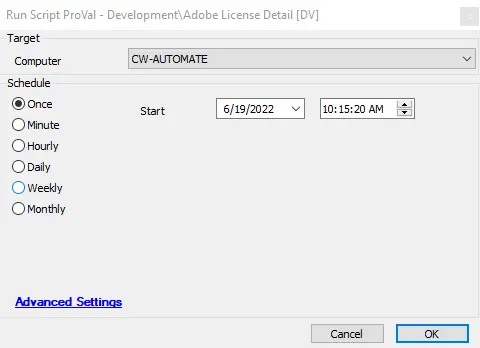 Run Script ProVal - Development\Adobe License Detail [DV]
Target
Computer CW-AUTOMATE
Schedule
Once Start 6/19/2022 10:15:20 AM
Minute
Hourly
Daily
Weekly
Monthly
Advanced Settings
Cancel OK